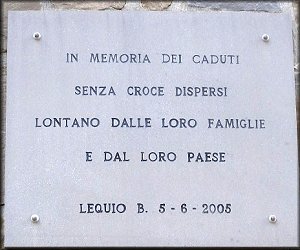 IN MEMORIA DEI CADUTI
SENZA CROCE DISPERSI
LONTANO DALLE LORO FAMIGLIE
E DAL LORO PAESE
LEQUIO B. 5-6-2005